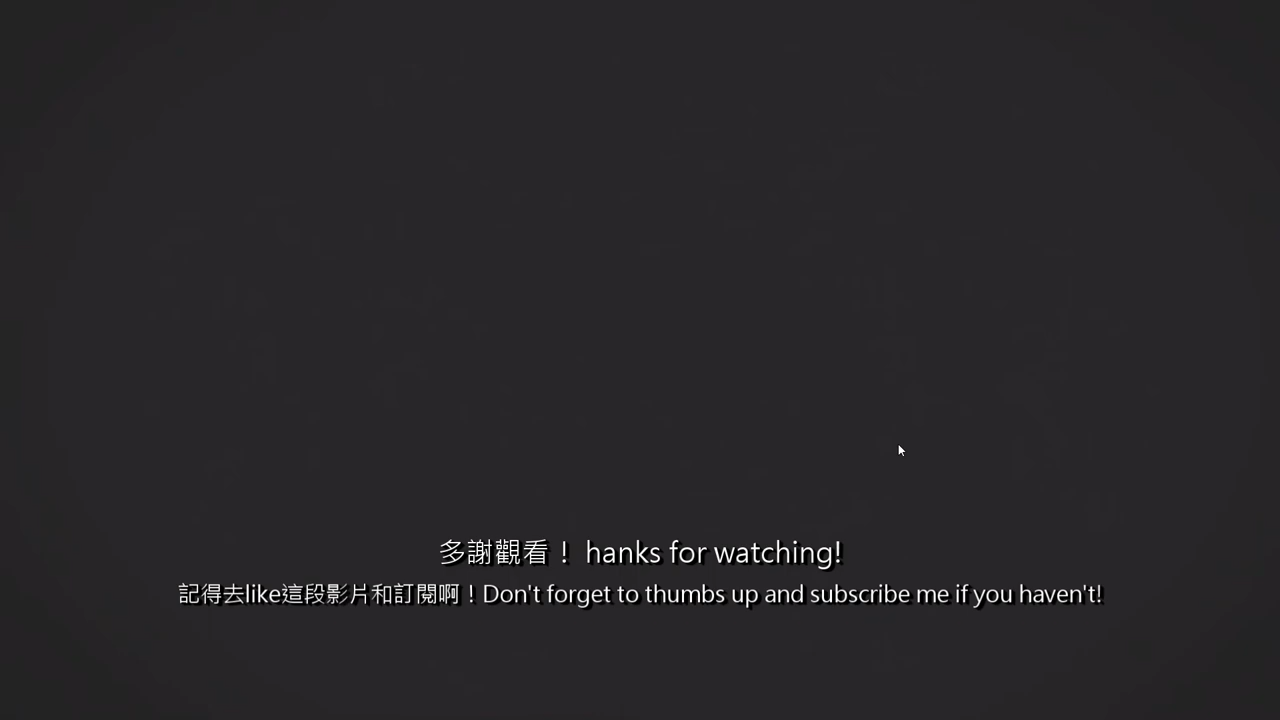 多謝觀看！ hanks for watching!
記得去like這段影片和訂閱啊！Don't forget to thumbs up and subscribe me if you haven't!